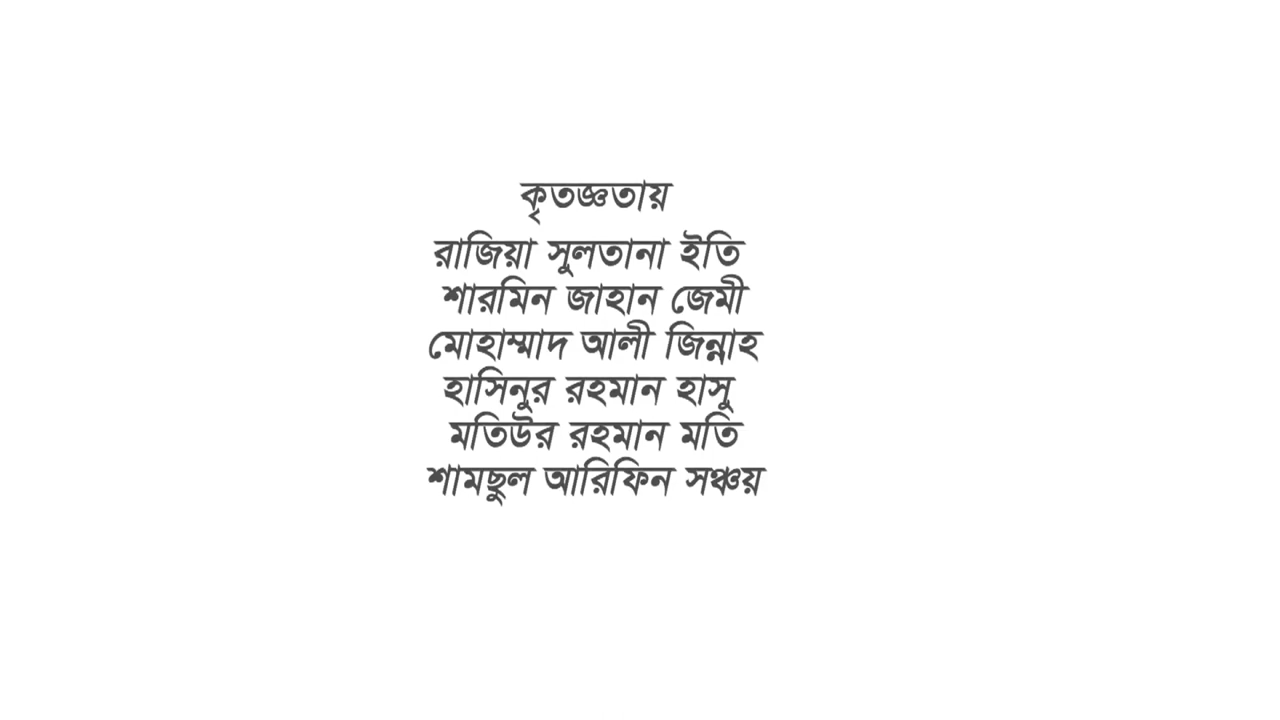 কৃতজ্ঞতায়
রাজিয়া সুলতানা ইতি
শারমিন জাহান জেমী
মোহাম্মাদ আলী জিন্নাহ
হাসিনুর রহমান হাসু
মতিউর রহমান মতি
শামছুল আরিফিন সঞ্চয়